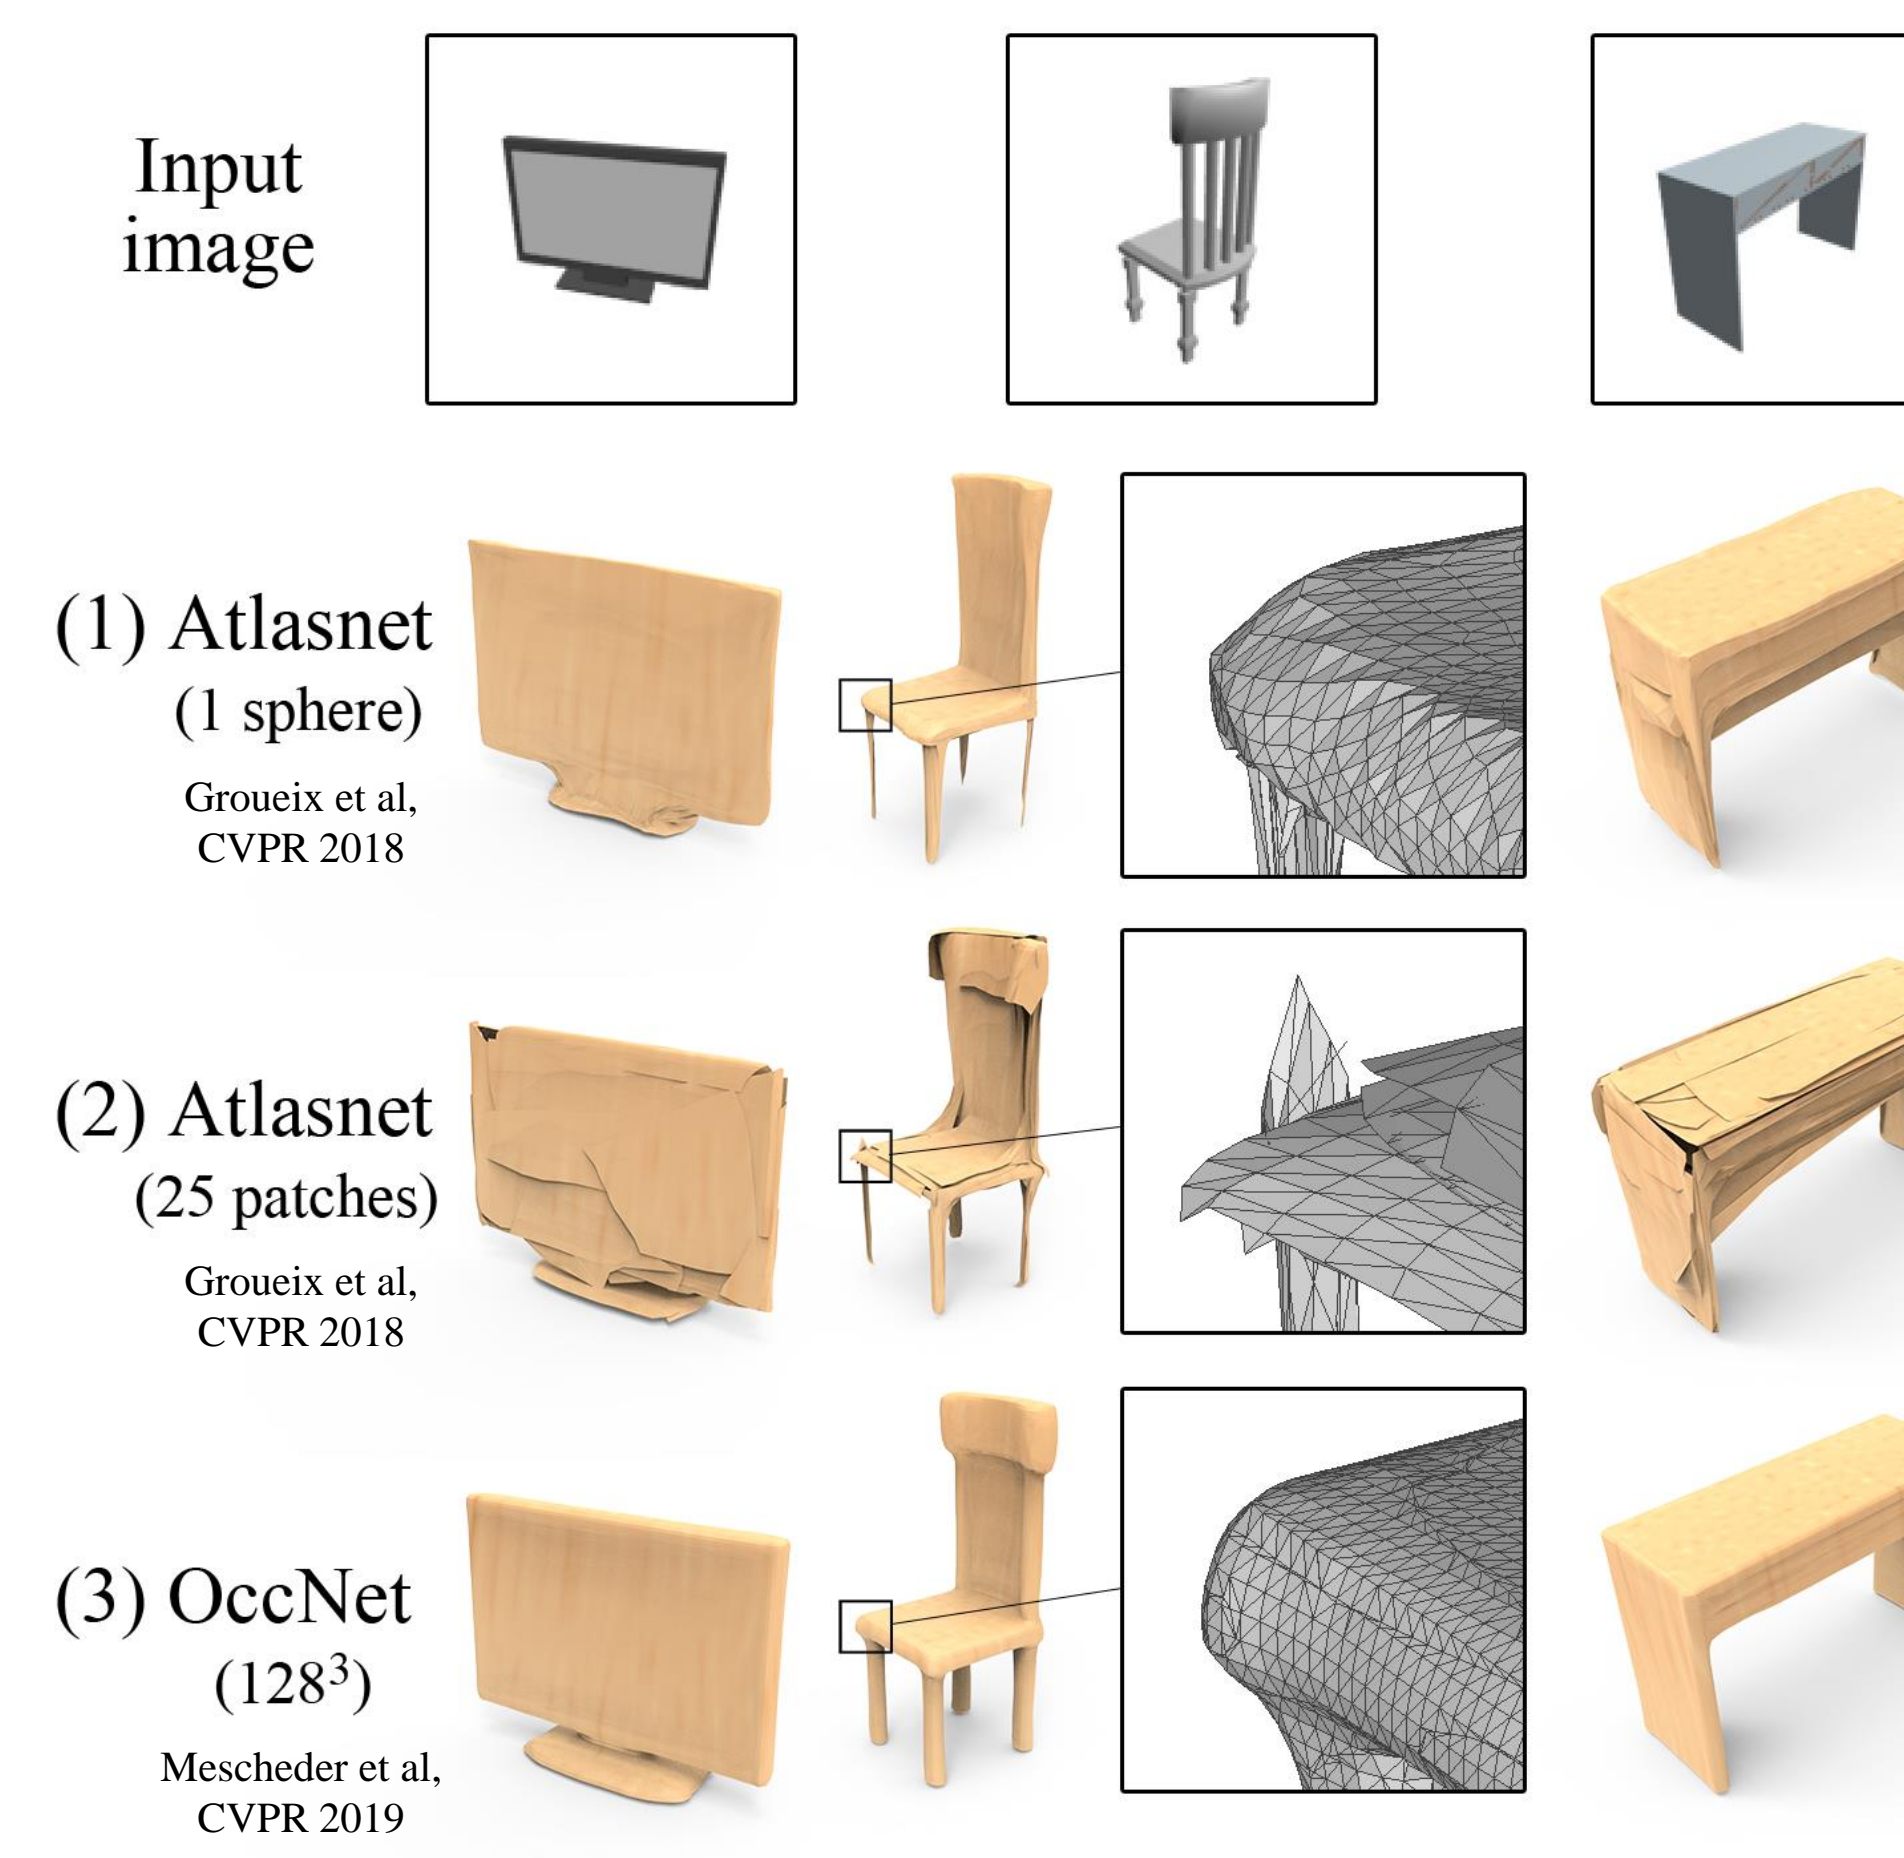 Input
image
(1) Atlasnet
(1 sphere)
Groueix et al,
CVPR 2018
(2) Atlasnet
(25 patches)
Groueix et al,
CVPR 2018
(3) OccNet
(128³)
Mescheder et al,
CVPR 2019